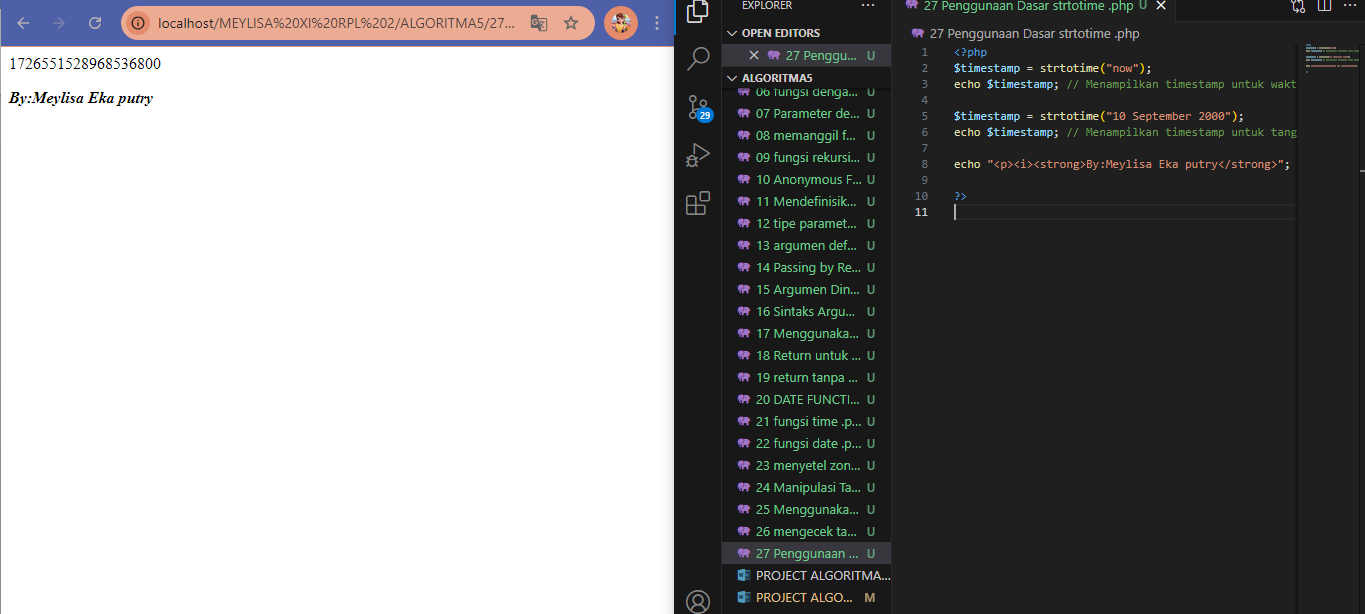 localhost/MEYLISA%20XI%20RPL%202/ALGORITMA5/27...
1726551528968536800
By:Meylisa Eka putry
EXPLORER
OPEN EDITORS
27 Penggu... U
ALGORITMA5
06 fungsi denga... U
07 Parameter de... U
08 memanggil f... U
09 fungsi rekursi... U
10 Anonymous F... U
11 Mendefinisik... U
12 tipe paramet... U
13 argumen def... U
14 Passing by Re... U
15 Argumen Din... U
16 Sintaks Argu... U
17 Menggunaka... U
18 Return untuk ... U
19 return tanpa ... U
20 DATE FUNCTI... U
21 fungsi time .p... U
22 fungsi date .p... U
23 menyetel zon... U
24 Manipulasi Ta... U
25 Menggunaka... U
26 mengecek ta... U
27 Penggunaan ... U
PROJECT ALGORITMA...
PROJECT ALGO... M
29
27 Penggunaan Dasar strtotime .php U
27 Penggunaan Dasar strtotime .php
1 <?php
2 $timestamp = strtotime("now");
3 echo $timestamp; // Menampilkan timestamp untuk wakt
4
5 $timestamp = strtotime("10 September 2000");
6 echo $timestamp; // Menampilkan timestamp untuk tang
7
8 echo "<p><i><strong>By:Meylisa Eka putry</strong>";
9
10 ?>
11